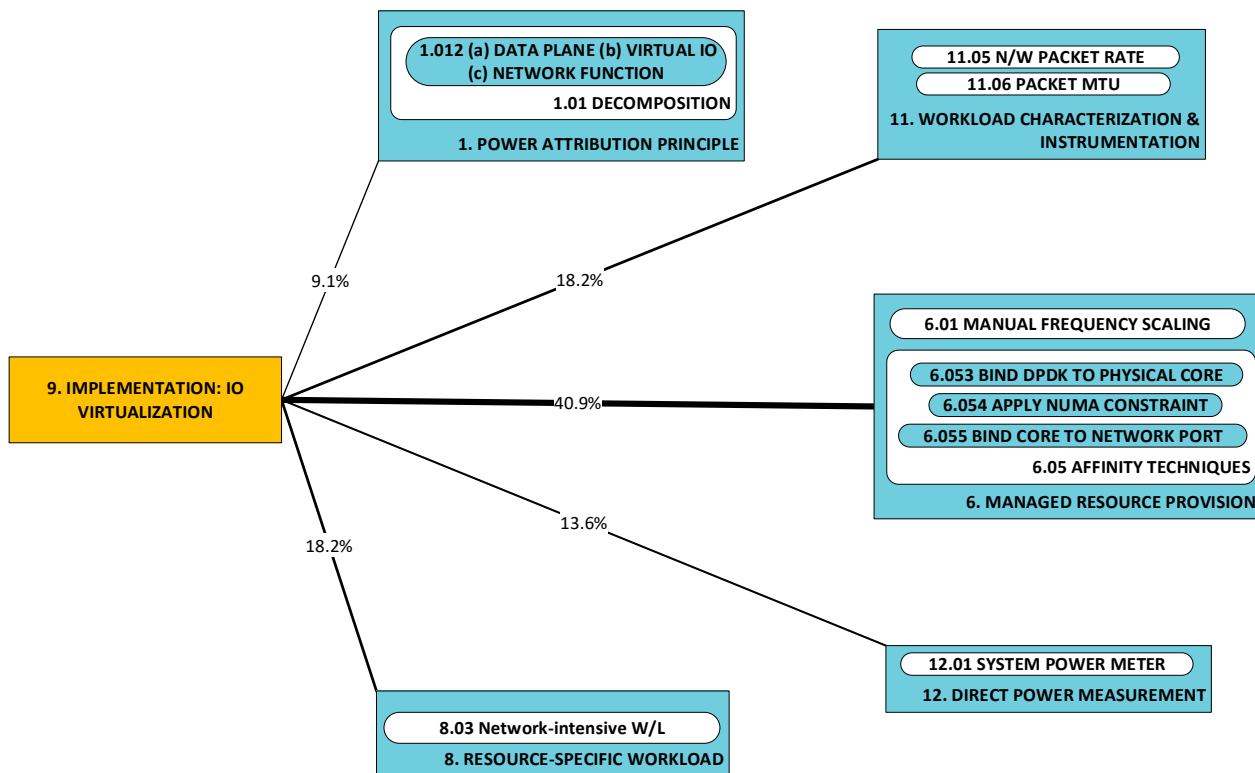 1.012 (a) DATA PLANE (b) VIRTUAL IO
(c) NETWORK FUNCTION
1.01 DECOMPOSITION
1. POWER ATTRIBUTION PRINCIPLE
11.05 N/W PACKET RATE
11.06 PACKET MTU
11. WORKLOAD CHARACTERIZATION &
INSTRUMENTATION
9.1%
18.2%
6.01 MANUAL FREQUENCY SCALING
6.053 BIND DPDK TO PHYSICAL CORE
6.054 APPLY NUMA CONSTRAINT
6.055 BIND CORE TO NETWORK PORT
6.05 AFFINITY TECHNIQUES
6. MANAGED RESOURCE PROVISION
9. IMPLEMENTATION: IO
VIRTUALIZATION
40.9%
13.6%
18.2%
12.01 SYSTEM POWER METER
12. DIRECT POWER MEASUREMENT
8.03 Network-intensive W/L
8. RESOURCE-SPECIFIC WORKLOAD